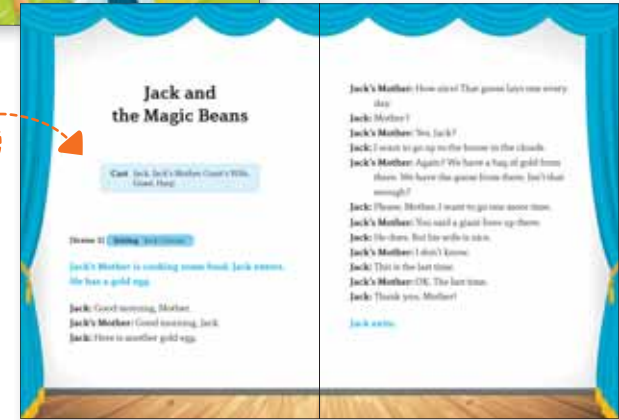 Jack and
the Magic Beans
Cast Jack, Jack's Mother, Giant's Wife,
Giant, Harp
[Scene 1] Setting Jack's house
Jack's Mother is cooking some food. Jack enters.
He has a gold egg.
Jack: Good morning, Mother.
Jack's Mother: Good morning, Jack.
Jack: Here is another gold egg.
Jack's Mother: How nice! That goose lays one every
day.
Jack: Mother?
Jack's Mother: Yes, Jack?
Jack: I want to go up to the house in the clouds.
Jack's Mother: Again? We have a bag of gold from
there. We have the goose from there. Isn't that
enough?
Jack: Please, Mother. I want to go one more time.
Jack's Mother: You said a giant lives up there.
Jack: He does. But his wife is nice.
Jack's Mother: I don't know.
Jack: This is the last time.
Jack's Mother: OK. The last time.
Jack: Thank you, Mother!
Jack exits.